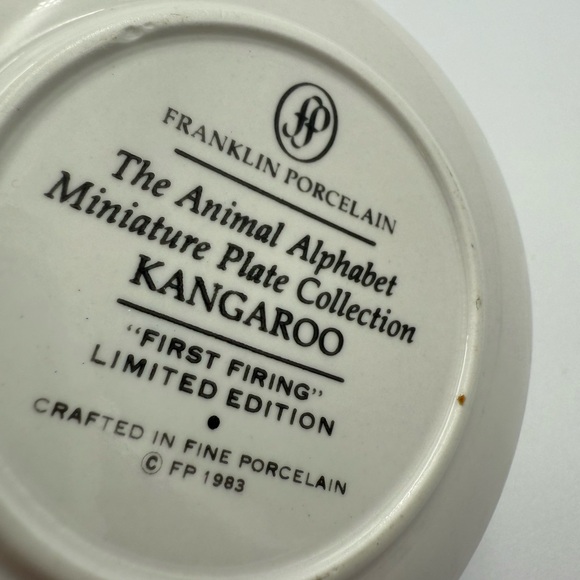 fp
FRANKLIN PORCELAIN
The Animal Alphabet
Miniature Plate Collection
KANGAROO
"FIRST FIRING"
LIMITED EDITION
CRAFTED IN FINE PORCELAIN
© FP 1983